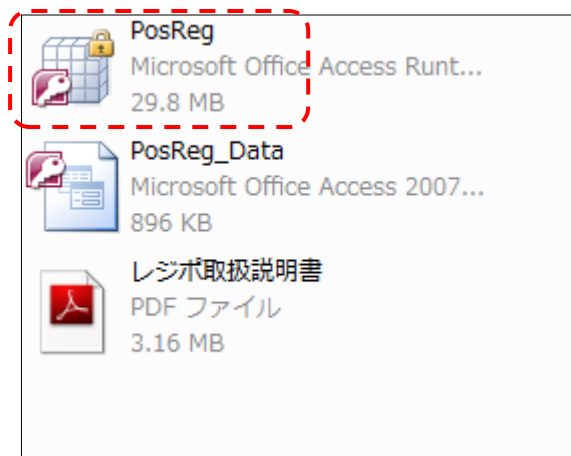 PosReg
Microsoft Office Access Runt...
29.8 MB
PosReg_Data
Microsoft Office Access 2007...
896 KB
レジポ取扱説明書
PDF ファイル
3.16 MB